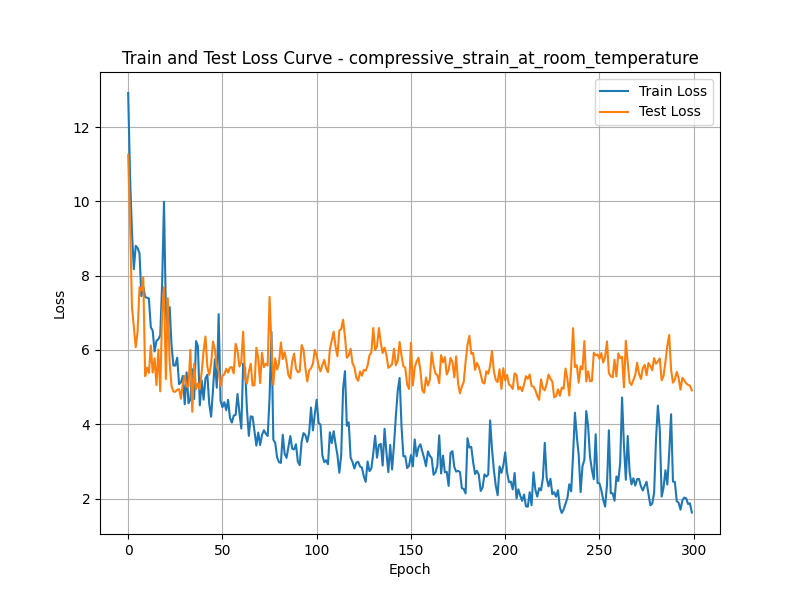 Train and Test Loss Curve - compressive_strain_at_room_temperature
Train Loss
Test Loss
12
10
8
6
4
2
Loss
0
50
100
150
200
250
300
Epoch